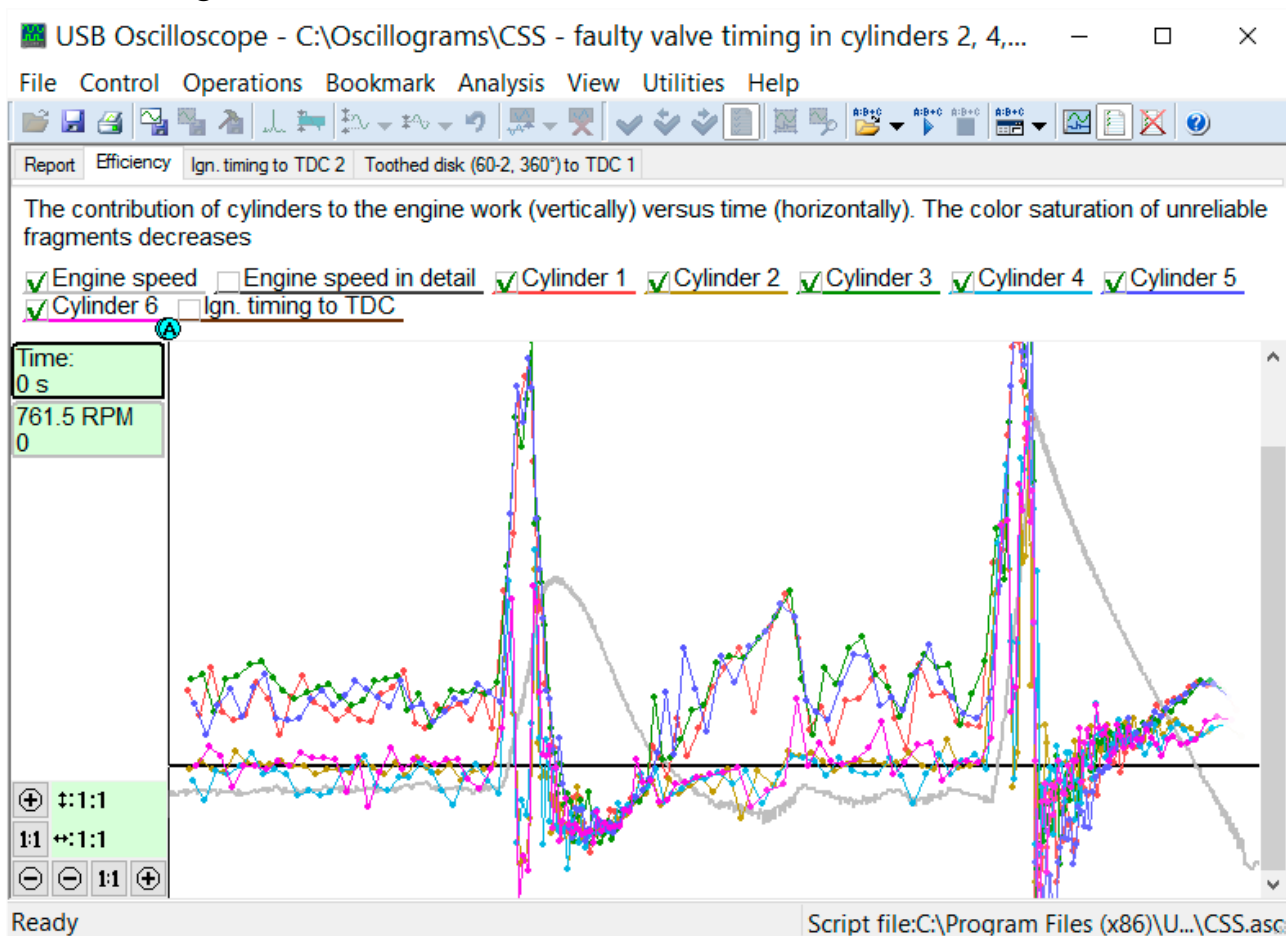 USB Oscilloscope - C:\Oscillograms\CSS - faulty valve timing in cylinders 2, 4,...
File Control Operations Bookmark Analysis View Utilities Help
A:B+C A:B+C A:B+C A:B+C
Report Efficiency Ign. timing to TDC 2 Toothed disk (60-2, 360°) to TDC 1
The contribution of cylinders to the engine work (vertically) versus time (horizontally). The color saturation of unreliable
fragments decreases
Engine speed Engine speed in detail Cylinder 1 Cylinder 2 Cylinder 3 Cylinder 4 Cylinder 5
Cylinder 6 Ign. timing to TDC
A
Time:
0 s
761.5 RPM
0
↕:1:1
1:1 ↔:1:1
1:1
Ready Script file:C:\Program Files (x86)\U...\CSS.asc